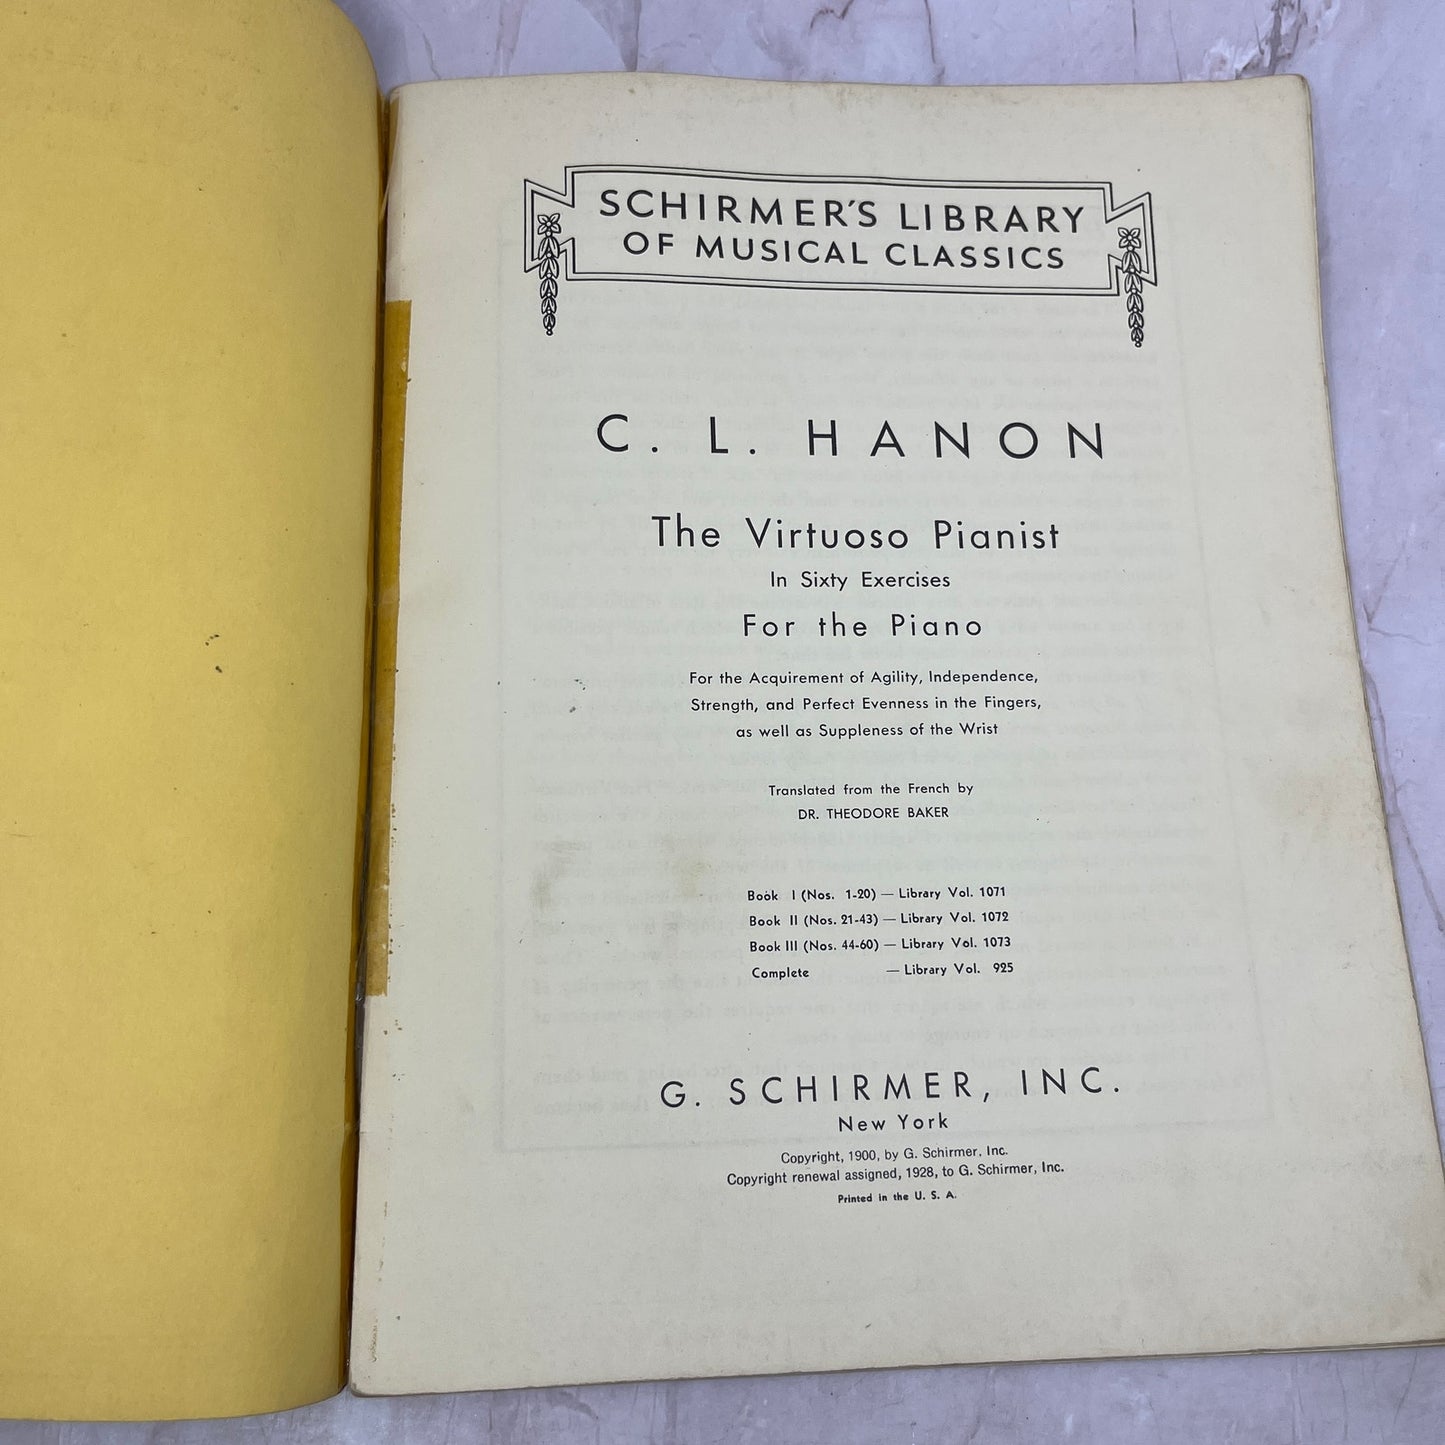 SCHIRMER'S LIBRARY
OF MUSICAL CLASSICS
C. L. HANON
The Virtuoso Pianist
In Sixty Exercises
For the Piano
For the Acquirement of Agility, Independence,
Strength, and Perfect Evenness in the Fingers,
as well as Suppleness of the Wrist
Translated from the French by
DR. THEODORE BAKER
Book I (Nos. 1-20) — Library Vol. 1071
Book II (Nos. 21-43) — Library Vol. 1072
Book III (Nos. 44-60) — Library Vol. 1073
Complete — Library Vol. 925
G. SCHIRMER, INC.
New York
Copyright, 1900, by G. Schirmer, Inc.
Copyright renewal assigned, 1928, to G. Schirmer, Inc.
Printed in the U. S. A.